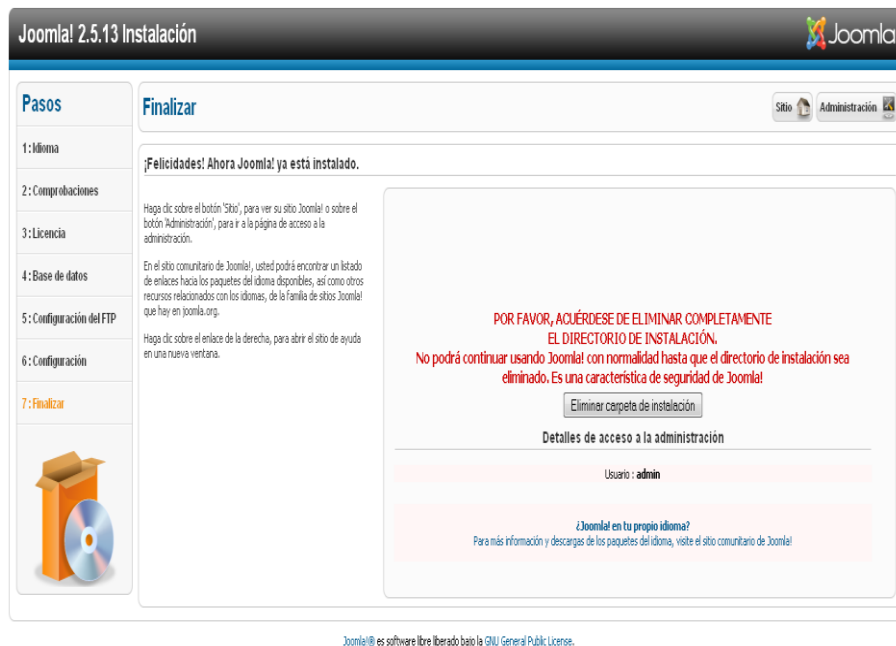 Joomla! 2.5.13 Instalación
Joomla
Pasos
1 : Idioma
2 : Comprobaciones
3 : Licencia
4 : Base de datos
5 : Configuración del FTP
6 : Configuración
7 : Finalizar
Finalizar
Sitio
Administración
¡Felicidades! Ahora Joomla! ya está instalado.
Haga clic sobre el botón 'Sitio', para ver su sitio Joomla! o sobre el
botón 'Administración', para ir a la página de acceso a la
administración.
En el sitio comunitario de Joomla!, usted podrá encontrar un listado
de enlaces hacia los paquetes del idioma disponibles, así como otros
recursos relacionados con los idiomas, de la familia de sitios Joomla!
que hay en joomla.org.
Haga clic sobre el enlace de la derecha, para abrir el sitio de ayuda
en una nueva ventana.
POR FAVOR, ACUÉRDESE DE ELIMINAR COMPLETAMENTE
EL DIRECTORIO DE INSTALACIÓN.
No podrá continuar usando Joomla! con normalidad hasta que el directorio de instalación sea
eliminado. Es una característica de seguridad de Joomla!
Eliminar carpeta de instalación
Detalles de acceso a la administración
Usuario : admin
¿Joomla! en tu propio idioma?
Para más información y descargas de los paquetes del idioma, visite el sitio comunitario de Joomla!
Joomla!® es software libre liberado bajo la GNU General Public License.